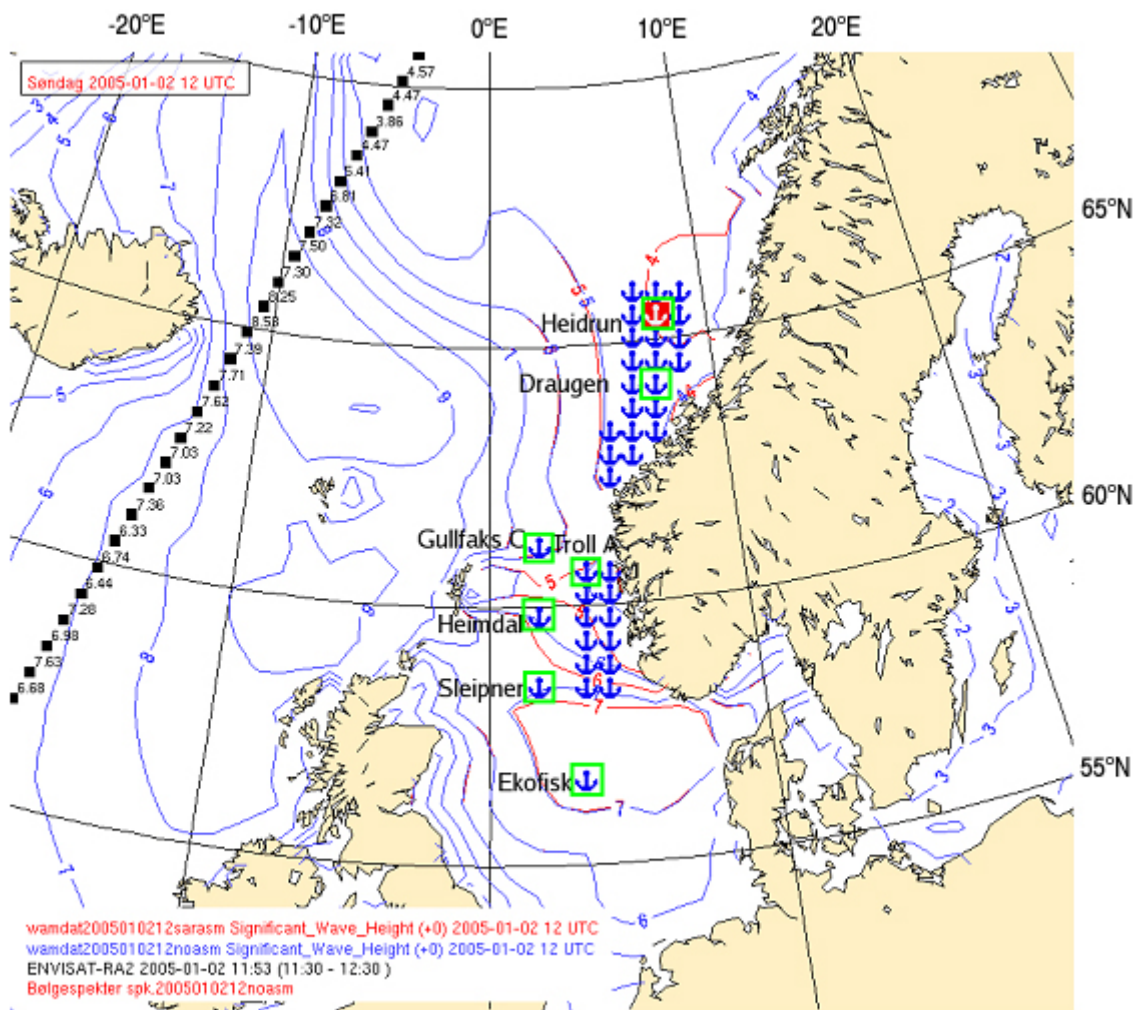 -20°E -10°E 0°E 10°E 20°E
Søndag 2005-01-02 12 UTC
4.57
4.47
3.86
4.47
5.41
6.81
7.32
7.50
7.30
8.25
8.58
7.39
7.71
7.62
7.22
7.03
7.03
7.36
6.33
6.74
6.44
7.28
6.98
7.63
6.68
65°N
60°N
55°N
Heidrun
Draugen
Gullfaks C
Troll A
Heimdal
Sleipner
Ekofisk
wamdat2005010212sarasm Significant_Wave_Height (+0) 2005-01-02 12 UTC
wamdat2005010212noasm Significant_Wave_Height (+0) 2005-01-02 12 UTC
ENVISAT-RA2 2005-01-02 11:53 (11:30 - 12:30 )
Bølgespekter spk.2005010212noasm